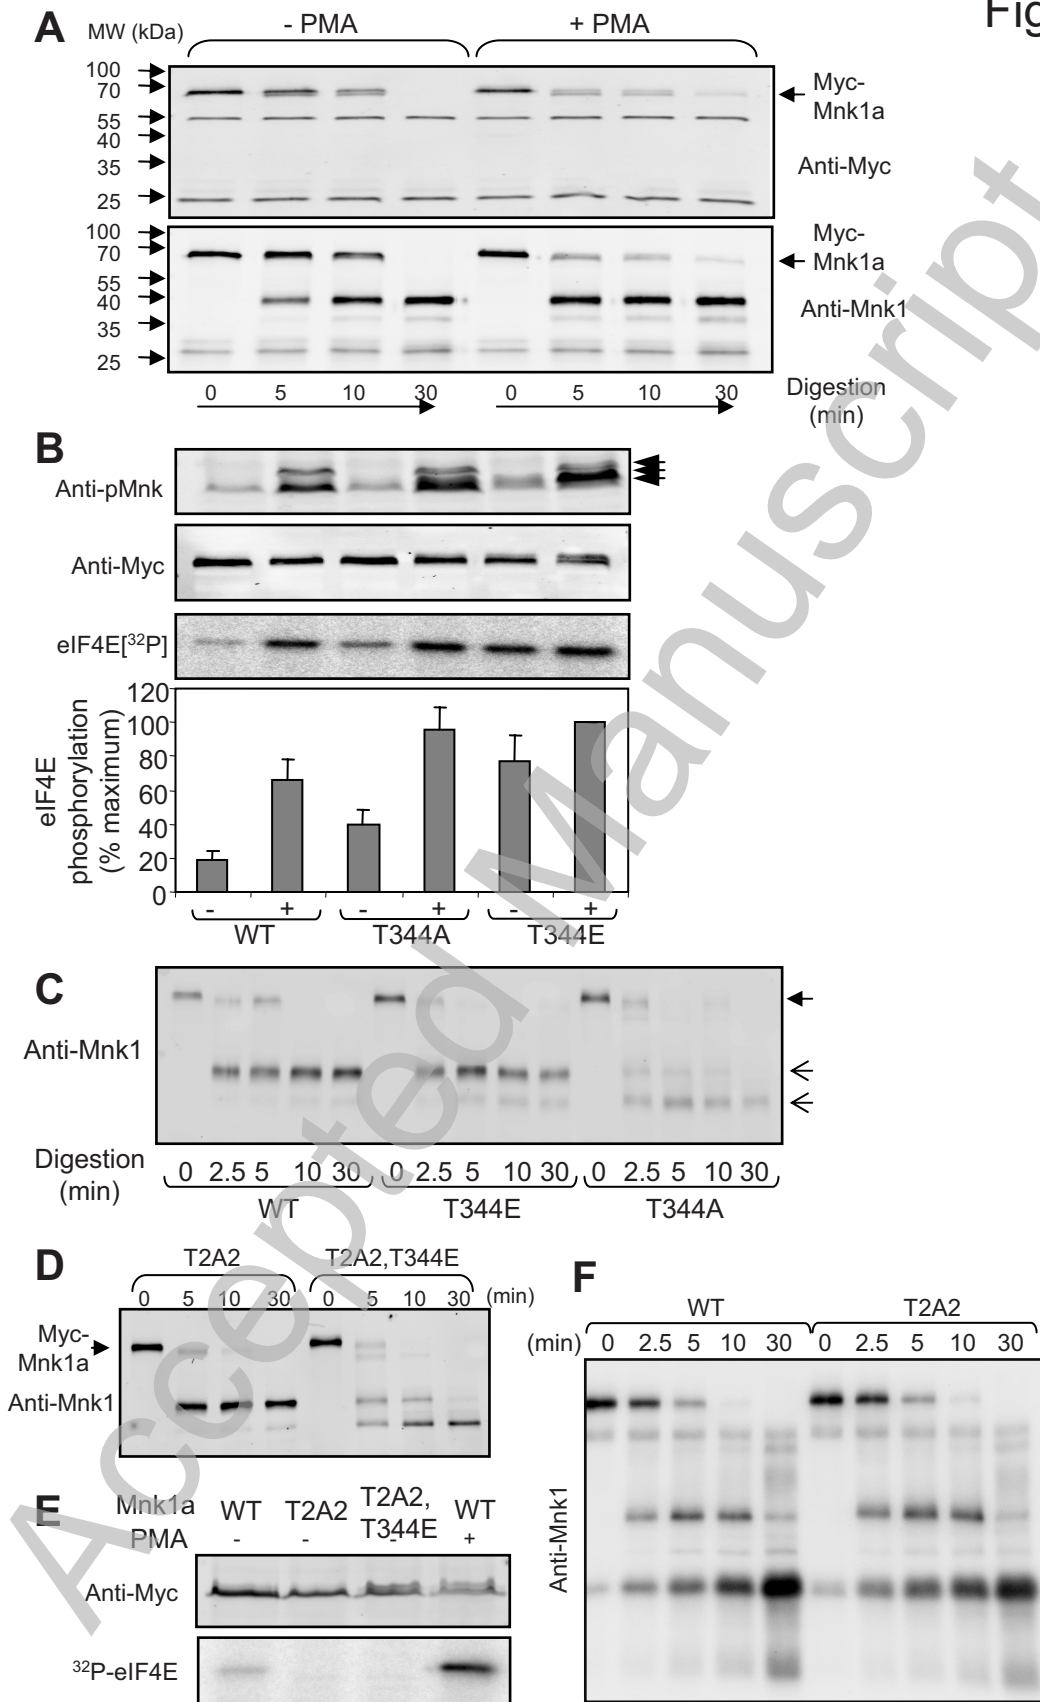 Fig
A
MW (kDa)
- PMA
+ PMA
100
70
55
40
35
25
Myc-
Mnk1a
Anti-Myc
100
70
55
40
35
25
Myc-
Mnk1a
Anti-Mnk1
0 5 10 30 0 5 10 30
Digestion
(min)
B
Anti-pMnk
Anti-Myc
eIF4E[³²P]
eIF4E
phosphorylation
(% maximum)
120
100
80
60
40
20
0
- + - + - +
WT T344A T344E
C
Anti-Mnk1
Digestion
(min)
0 2.5 5 10 30 0 2.5 5 10 30 0 2.5 5 10 30
WT T344E T344A
D
T2A2 T2A2,T344E
0 5 10 30 0 5 10 30 (min)
Myc-
Mnk1a
Anti-Mnk1
E
Mnk1a WT T2A2 T2A2, T344E WT
PMA - - - +
Anti-Myc
³²P-eIF4E
F
WT T2A2
(min) 0 2.5 5 10 30 0 2.5 5 10 30
Anti-Mnk1
Accepted Manuscript